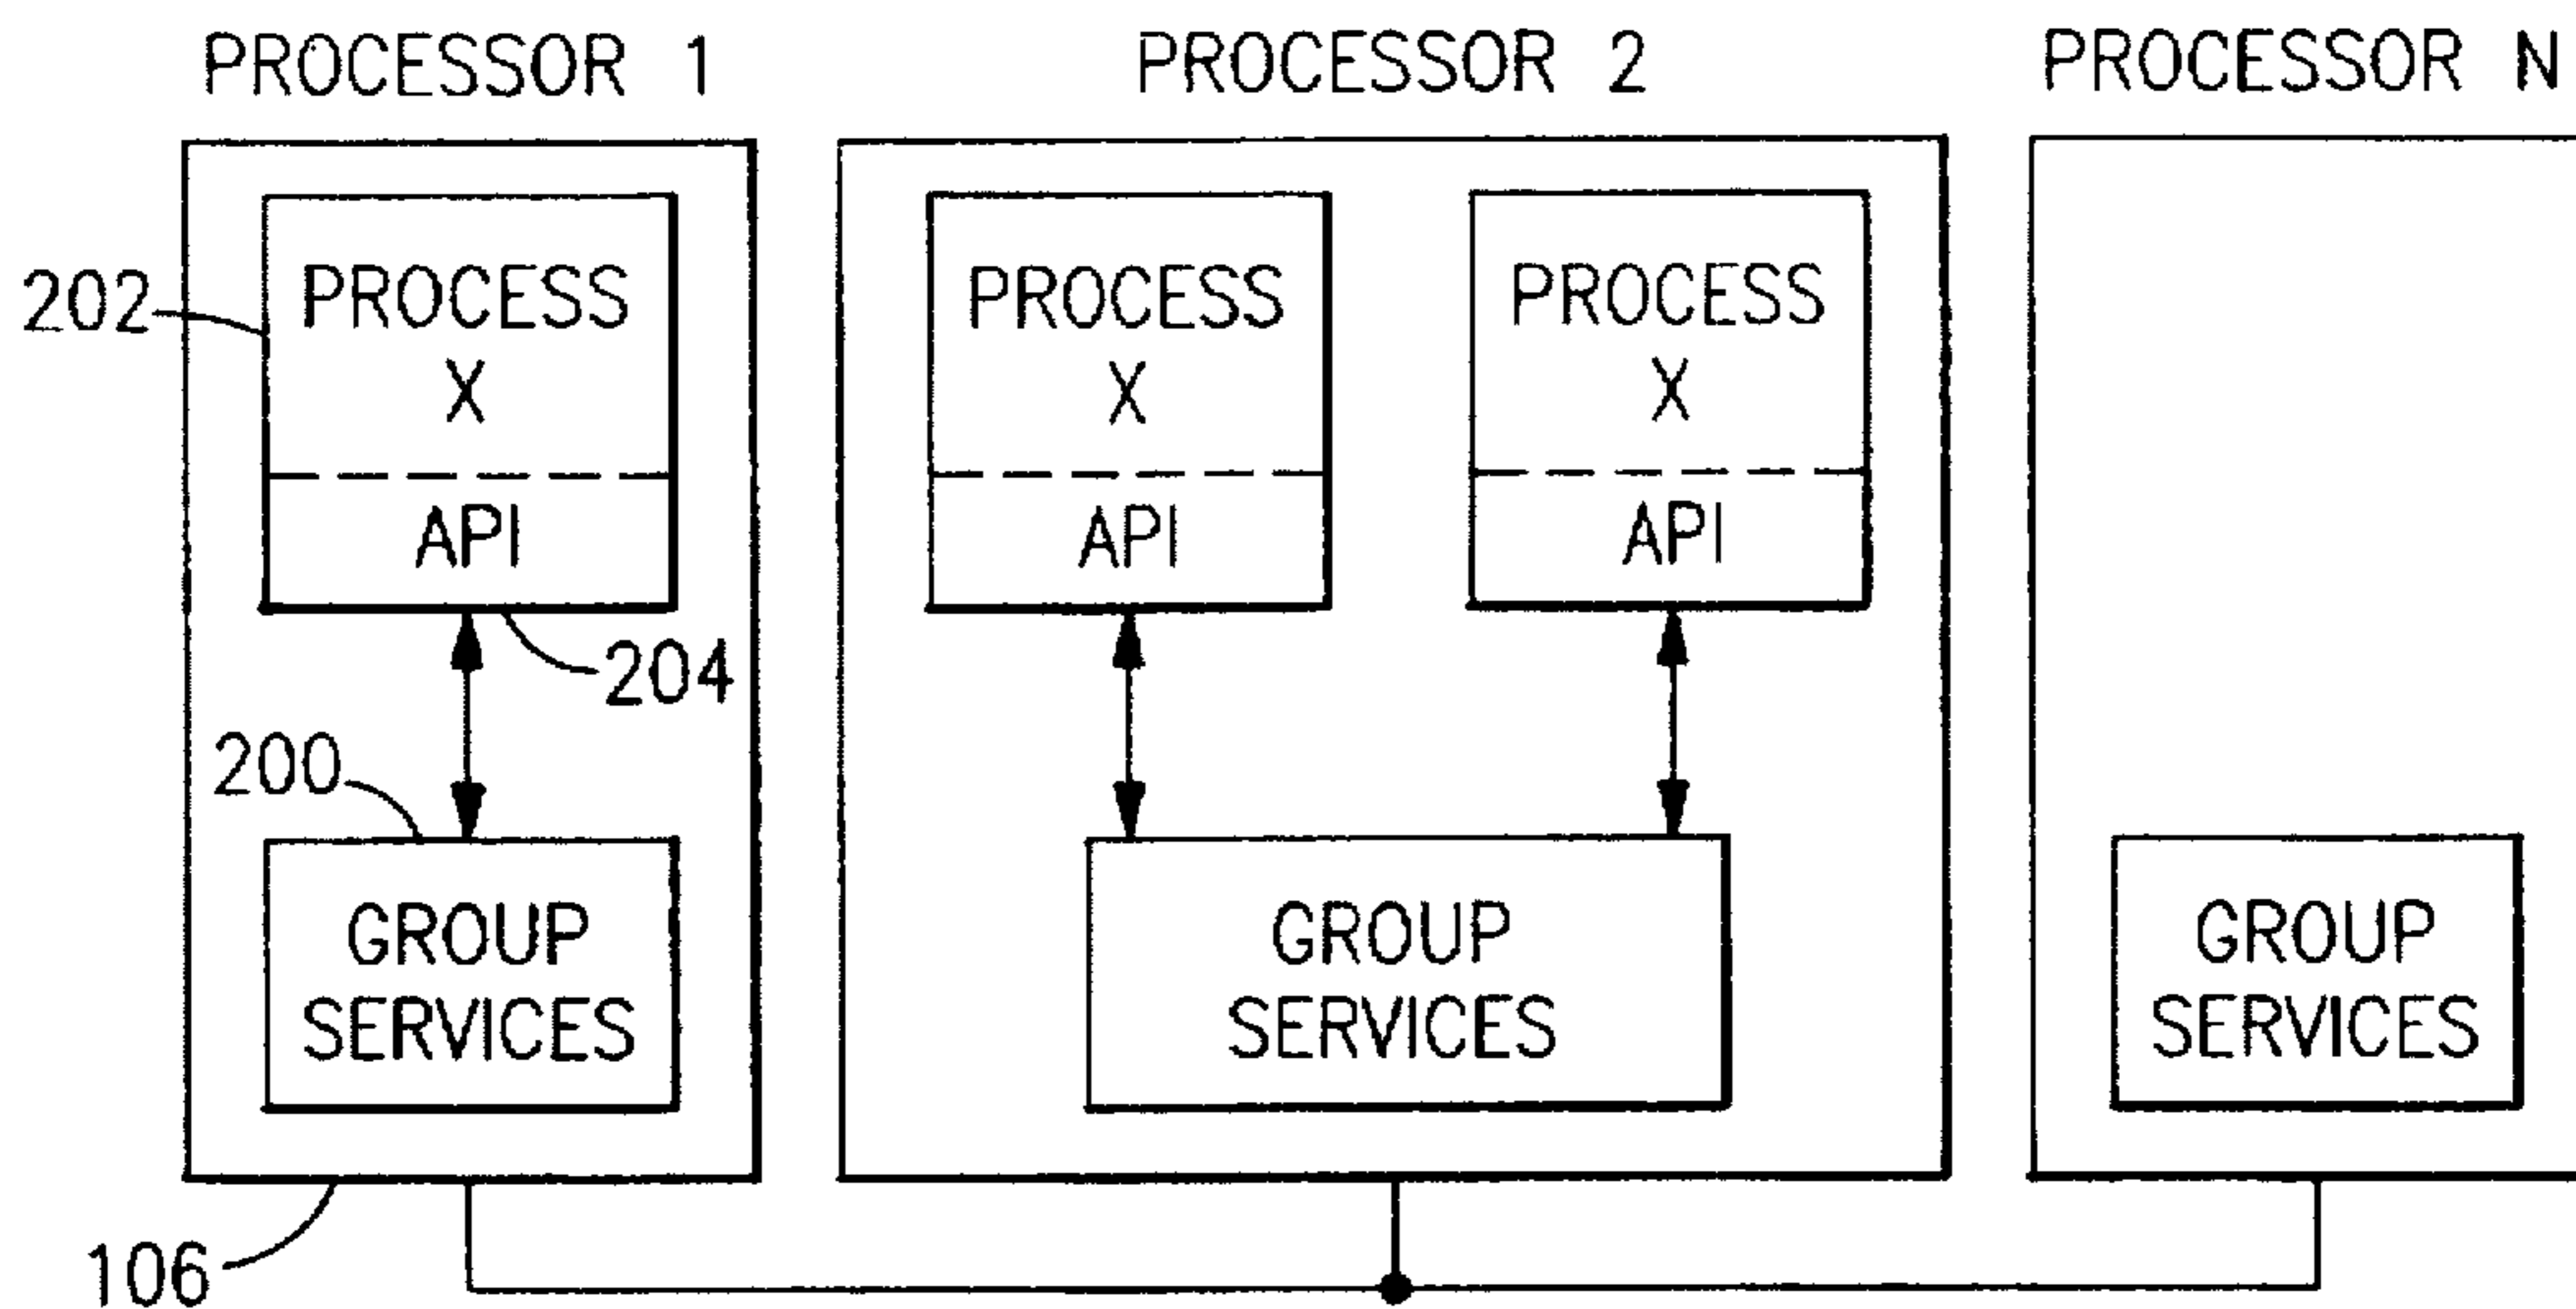 PROCESSOR 1
PROCESSOR 2
PROCESSOR N
202
PROCESS
X
API
PROCESS
X
API
PROCESS
X
API
204
200
GROUP
SERVICES
GROUP
SERVICES
GROUP
SERVICES
106